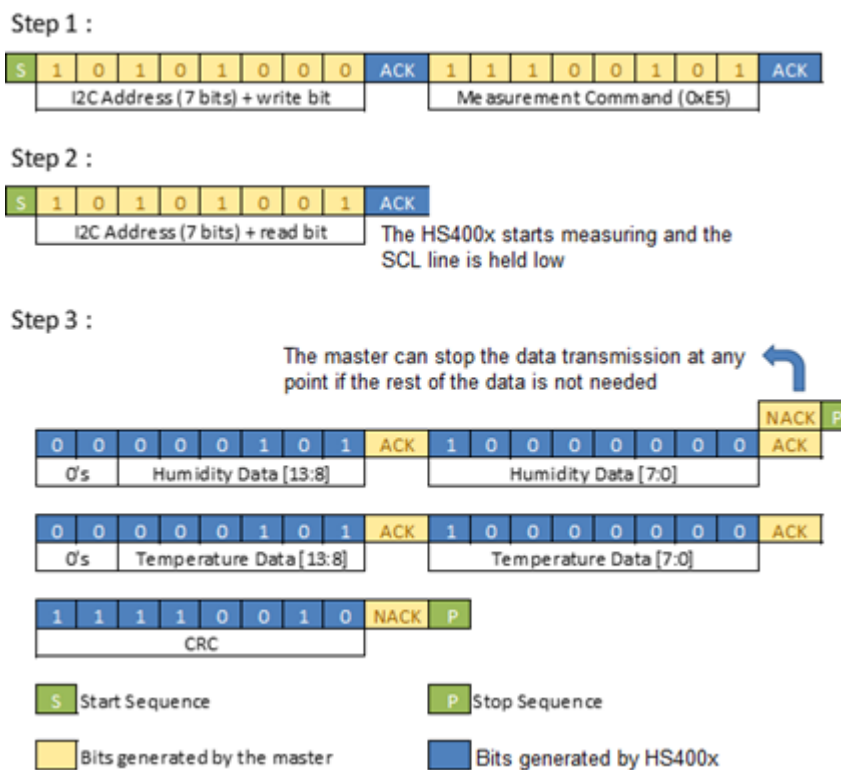 Step 1 :
S 1 0 1 0 1 0 0 0 ACK 1 1 1 0 0 1 0 1 ACK
I2C Address (7 bits) + write bit Measurement Command (0xE5)
Step 2 :
S 1 0 1 0 1 0 0 1 ACK
I2C Address (7 bits) + read bit The HS400x starts measuring and the
SCL line is held low
Step 3 :
The master can stop the data transmission at any
point if the rest of the data is not needed
NACK P
0 0 0 0 0 1 0 1 ACK 1 0 0 0 0 0 0 0 ACK
0's Humidity Data [13:8] Humidity Data [7:0]
0 0 0 0 0 1 0 1 ACK 1 0 0 0 0 0 0 0 ACK
0's Temperature Data [13:8] Temperature Data [7:0]
1 1 1 1 0 0 1 0 NACK P
CRC
S Start Sequence P Stop Sequence
Bits generated by the master Bits generated by HS400x